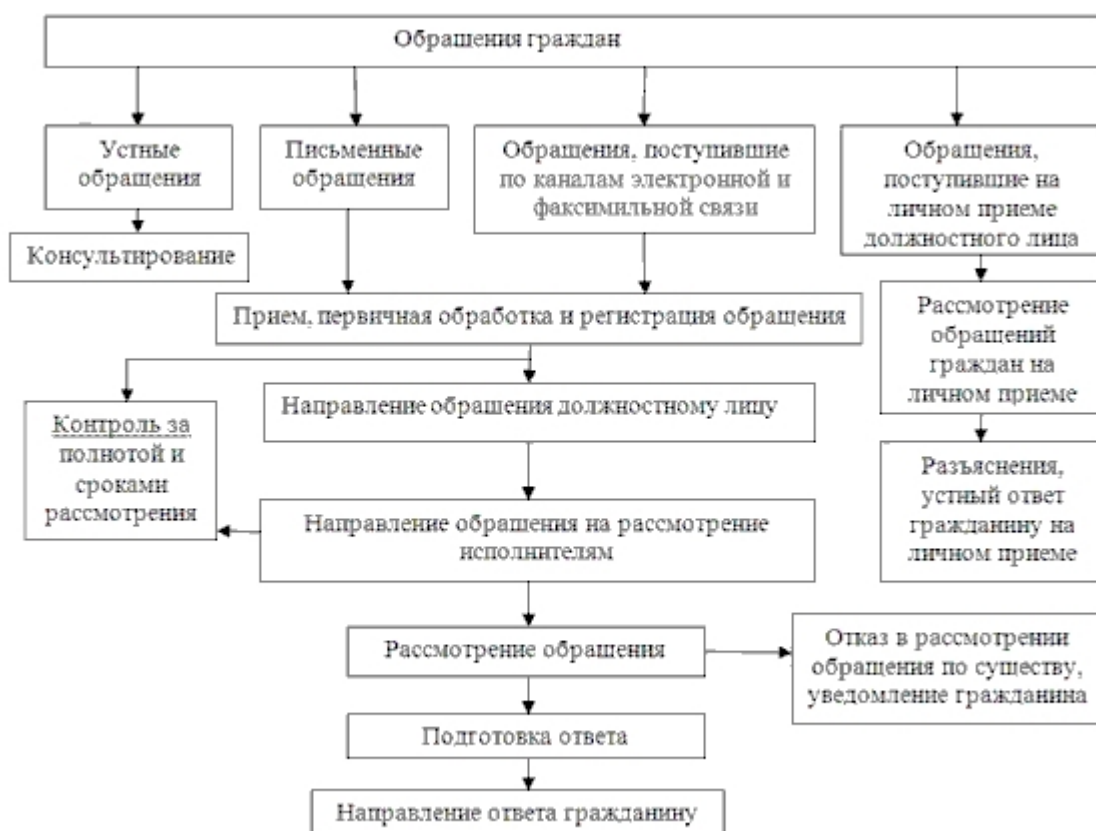 Обращения граждан
Устные
обращения
Письменные
обращения
Обращения, поступившие
по каналам электронной и
факсимильной связи
Обращения,
поступившие на
личном приеме
должностного лица
Консультирование
Прием, первичная обработка и регистрация обращения
Рассмотрение
обращений
граждан на
личном приеме
Направление обращения должностному лицу
Контроль за
полнотой и
сроками
рассмотрения
Разъяснения,
устный ответ
гражданину на
личном приеме
Направление обращения на рассмотрение
исполнителям
Рассмотрение обращения
Отказ в рассмотрении
обращения по существу,
уведомление гражданина
Подготовка ответа
Направление ответа гражданину